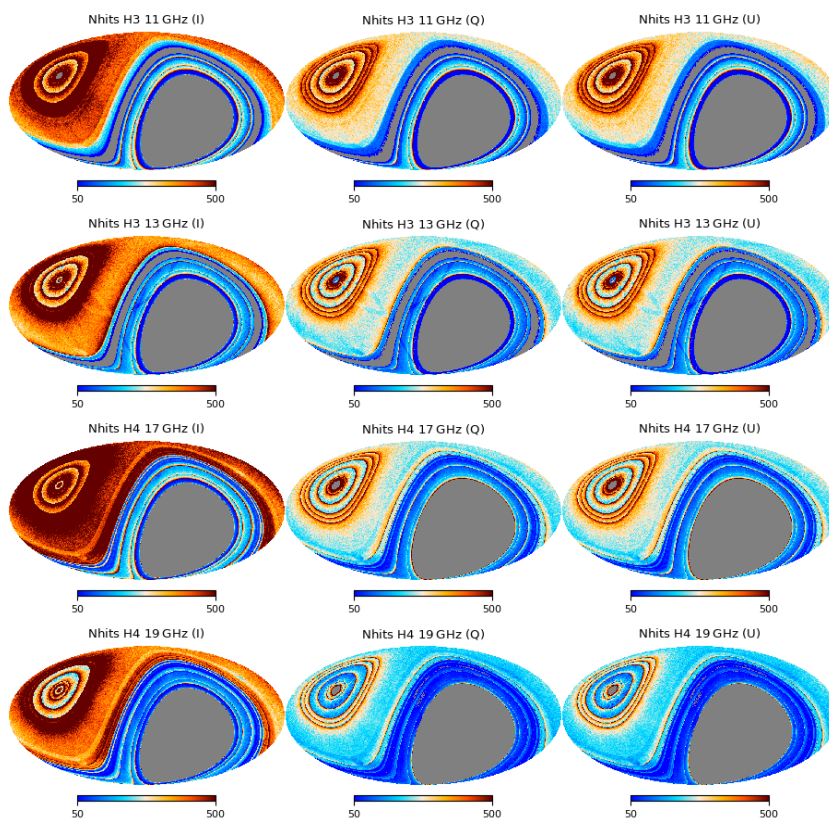 Nhits H3 11 GHz (I) Nhits H3 11 GHz (Q) Nhits H3 11 GHz (U)
50 500 50 500 50 500
Nhits H3 13 GHz (I) Nhits H3 13 GHz (Q) Nhits H3 13 GHz (U)
50 500 50 500 50 500
Nhits H4 17 GHz (I) Nhits H4 17 GHz (Q) Nhits H4 17 GHz (U)
50 500 50 500 50 500
Nhits H4 19 GHz (I) Nhits H4 19 GHz (Q) Nhits H4 19 GHz (U)
50 500 50 500 50 500